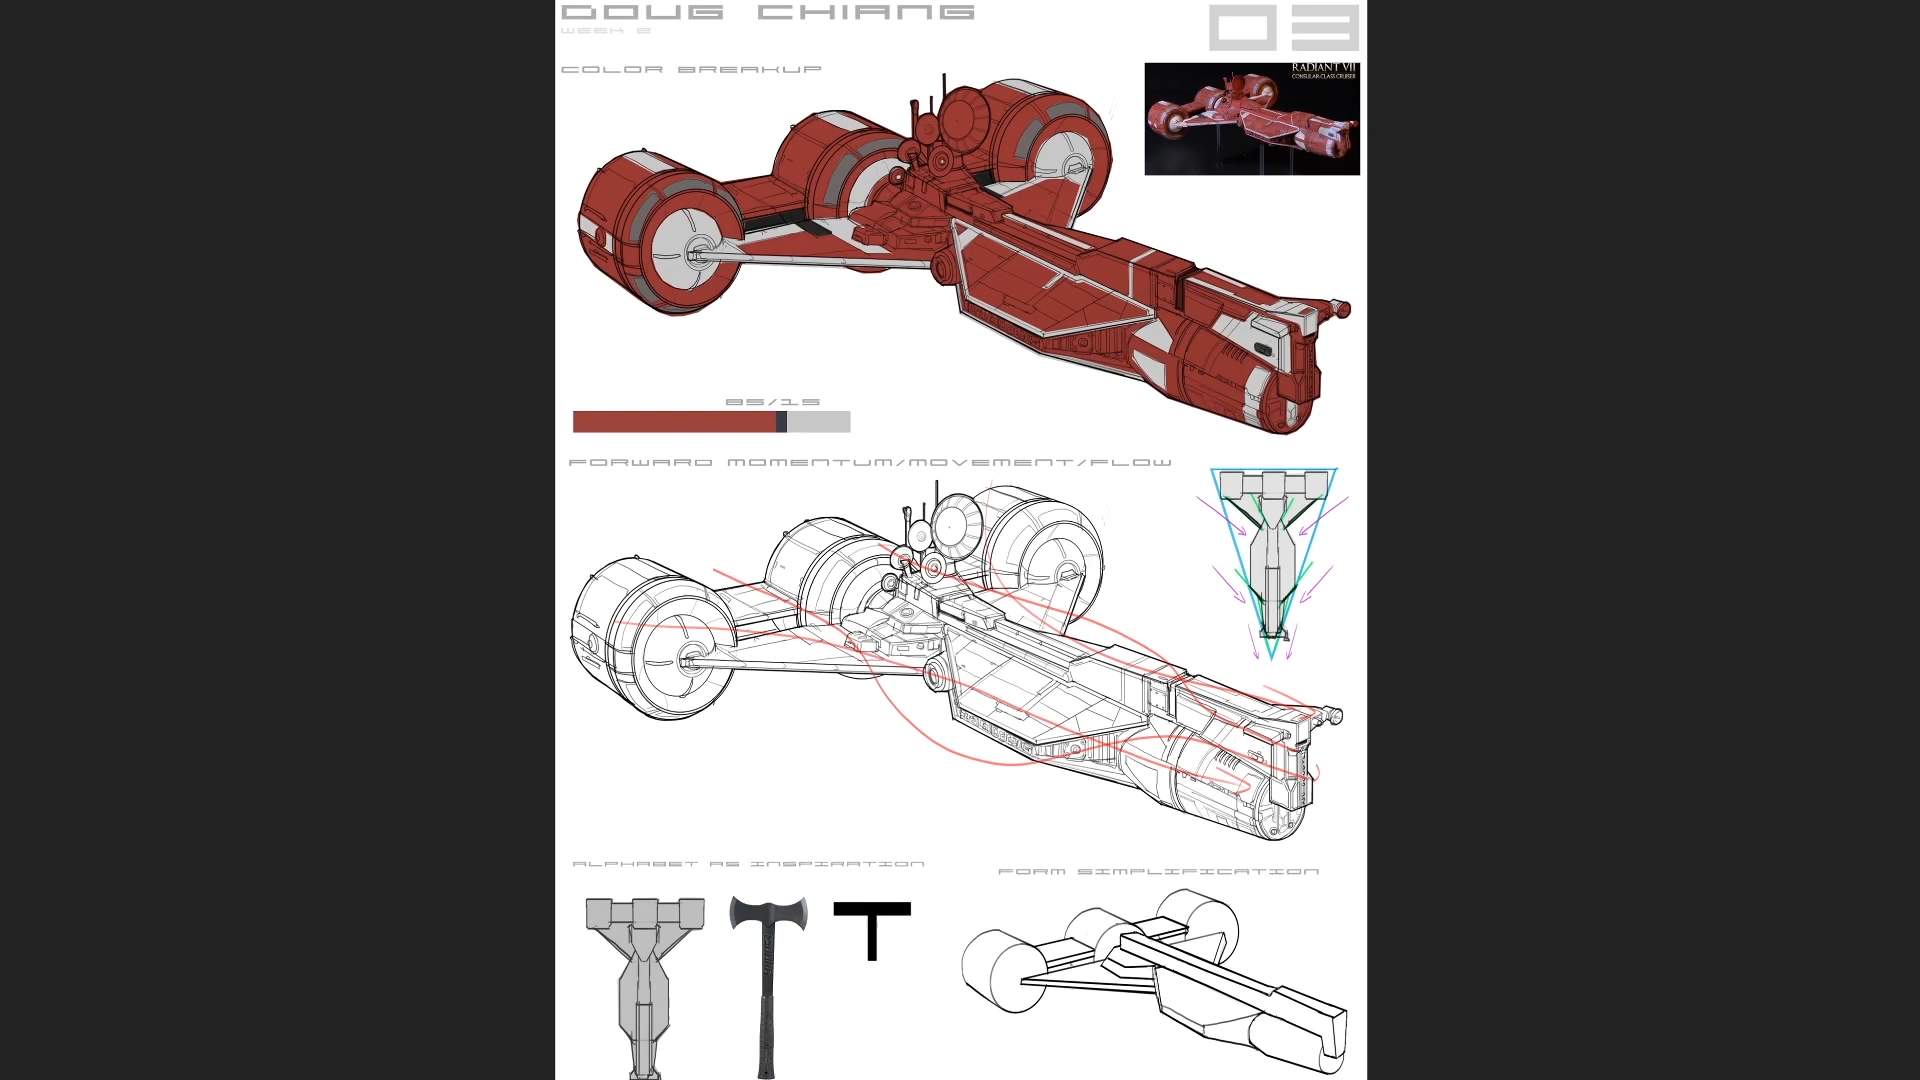 DOUG CHIANG
03
WEEK 2
COLOR BREAKUP
RADIANT VII
CONSULAR-CLASS CRUISER
85/15
FORWARD MOMENTUM/MOVEMENT/FLOW
ALPHABET AS INSPIRATION
FORM SIMPLIFICATION
T